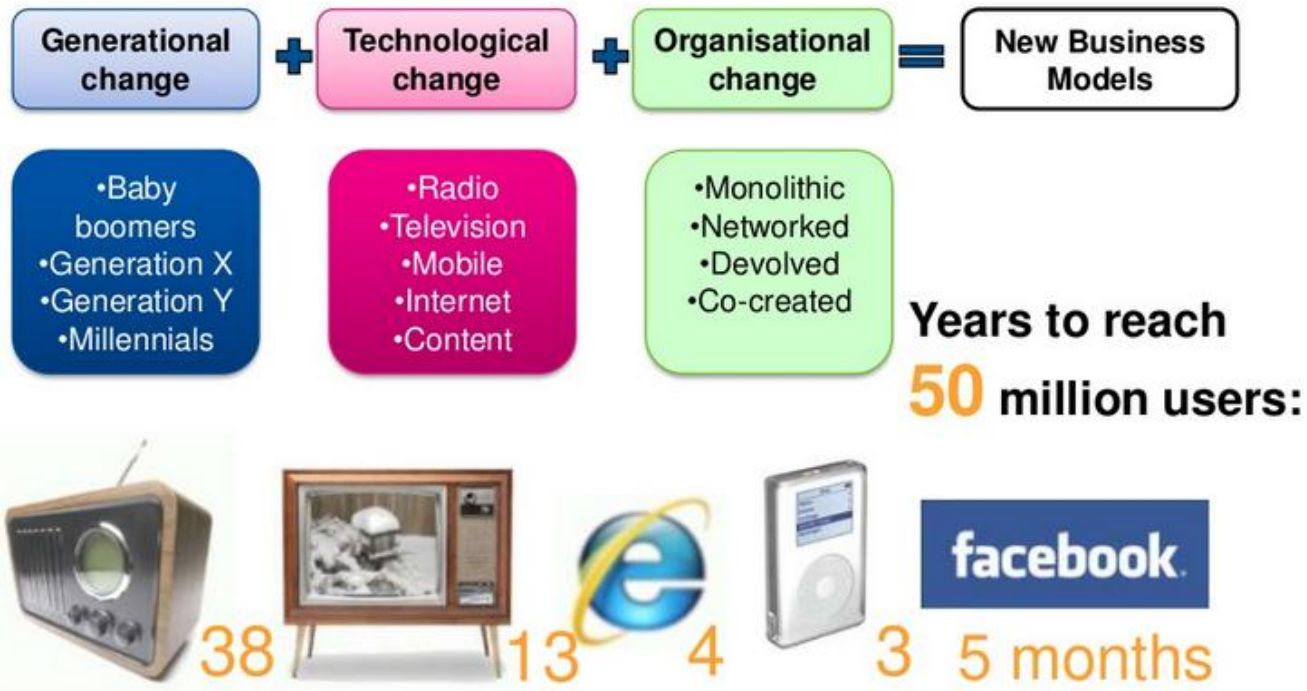 Generational
change
+
Technological
change
+
Organisational
change
=
New Business
Models
•Baby
boomers
•Generation X
•Generation Y
•Millennials
•Radio
•Television
•Mobile
•Internet
•Content
•Monolithic
•Networked
•Devolved
•Co-created
Years to reach
50 million users:
38
13
4
3
facebook.
5 months